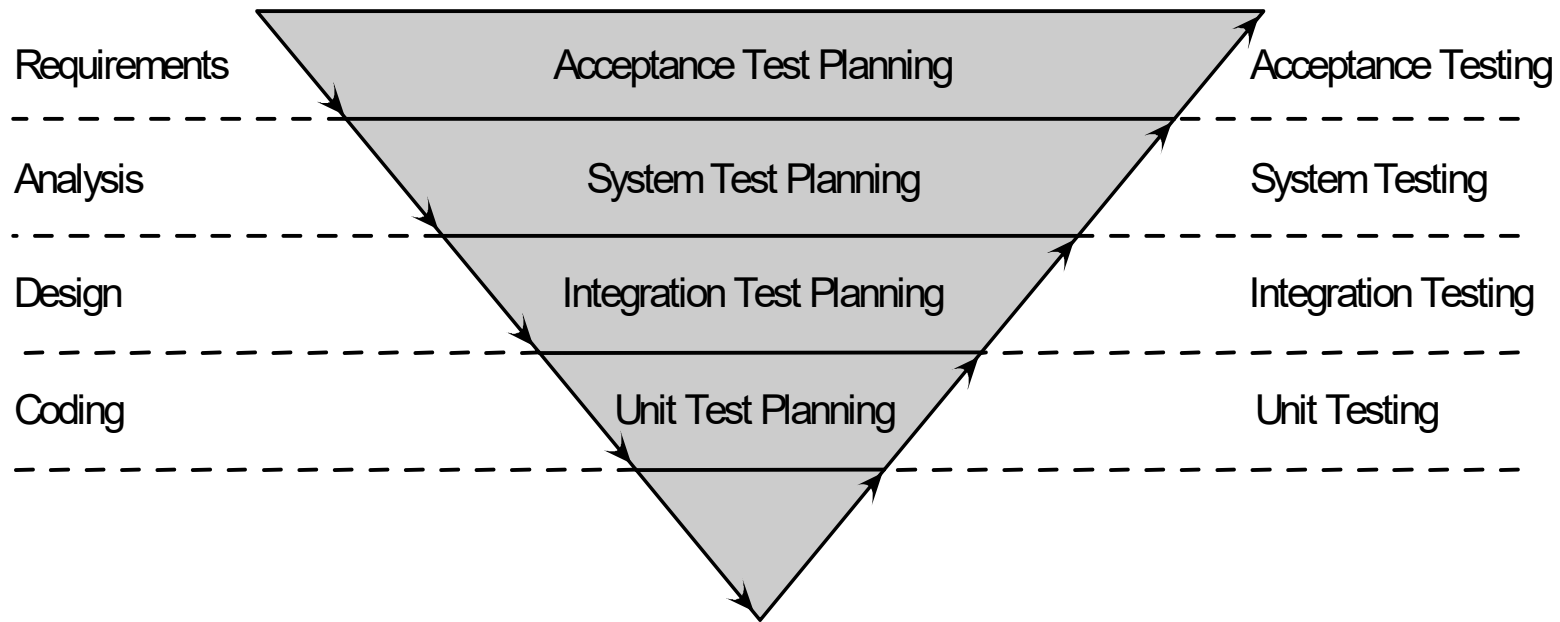 Requirements
Acceptance Test Planning
Acceptance Testing
Analysis
System Test Planning
System Testing
Design
Integration Test Planning
Integration Testing
Coding
Unit Test Planning
Unit Testing